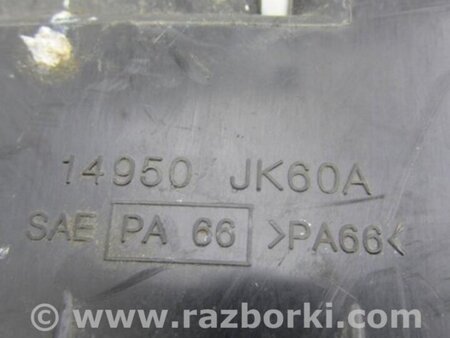 14950 JK60A
SAE PA 66 >PA66<
www.razborki.com